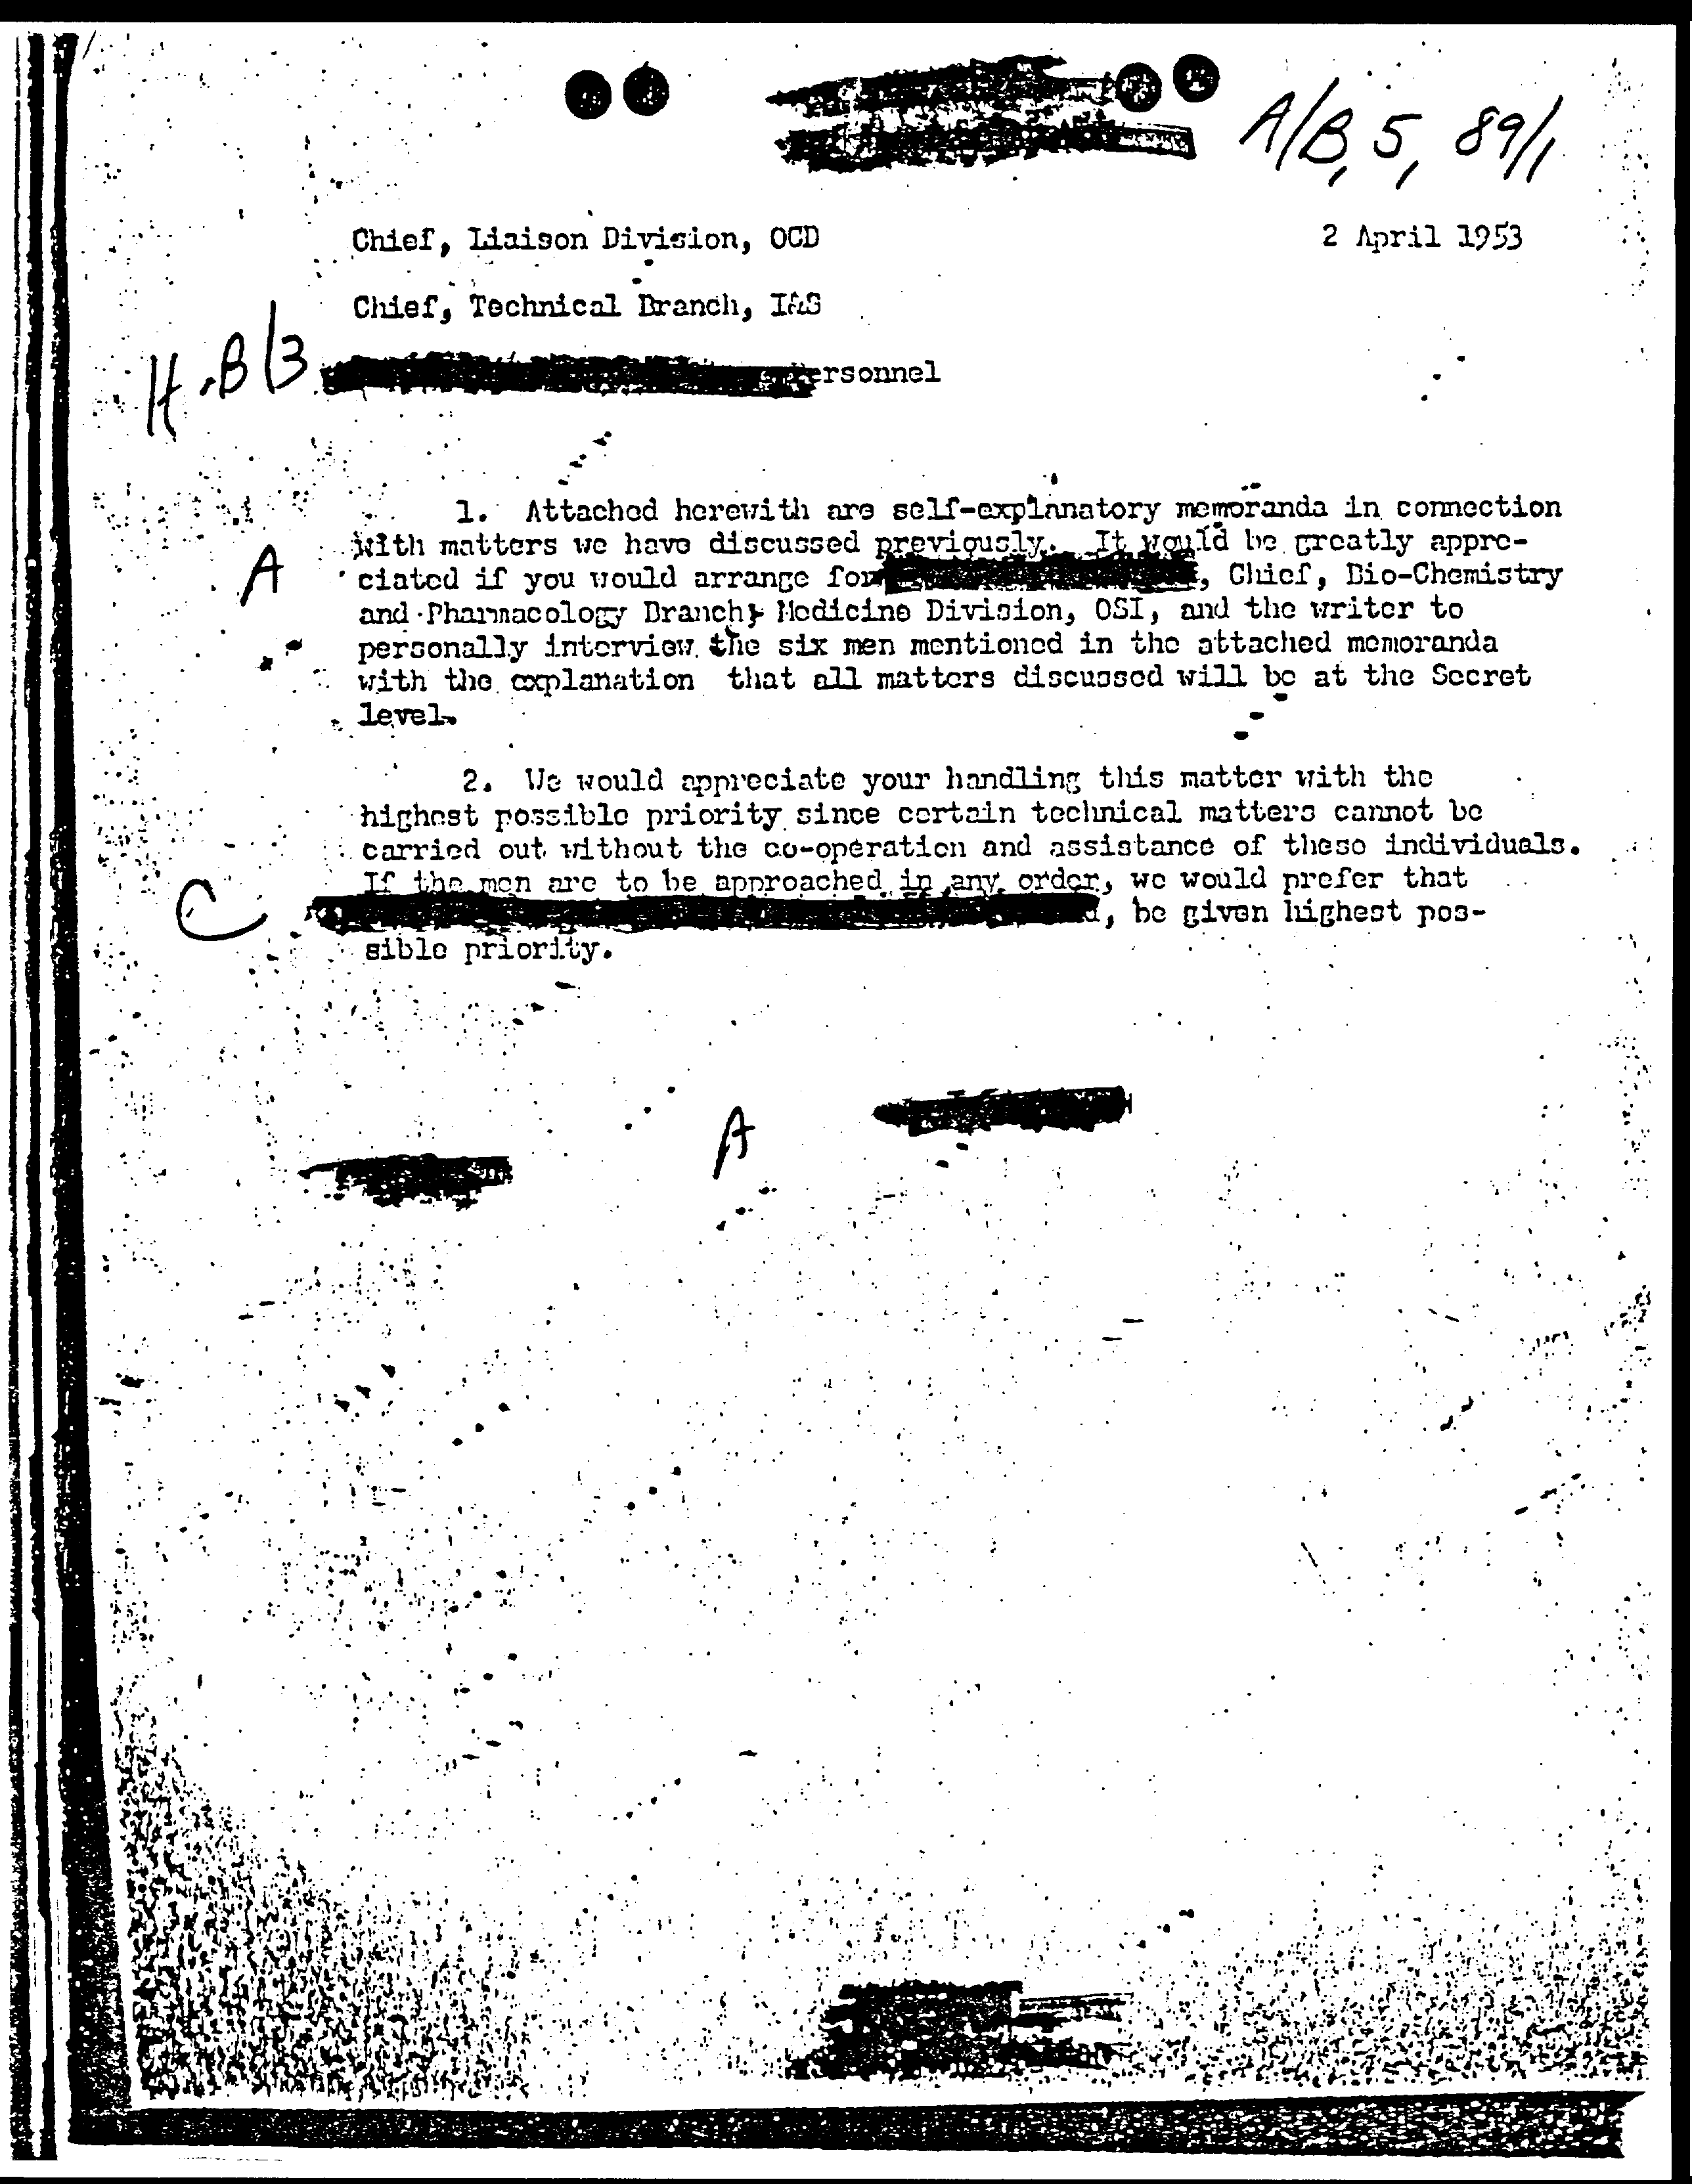 A/B, 5, 89/1
Chief, Liaison Division, OCD
2 April 1953
Chief, Technical Branch, I&S
H-B/3
ersonnel
1. Attached herewith are self-explanatory memoranda in connection
with matters we have discussed previously. It would be greatly appre-
A
ciated if you would arrange for , Chief, Bio-Chemistry
and Pharmacology Branch, Medicine Division, OSI, and the writer to
personally interview the six men mentioned in the attached memoranda
with the explanation that all matters discussed will be at the Secret
level.
2. We would appreciate your handling this matter with the
highest possible priority since certain technical matters cannot be
carried out without the co-operation and assistance of these individuals.
If the men are to be approached in any order, we would prefer that
C
, be given highest pos-
sible priority.
A